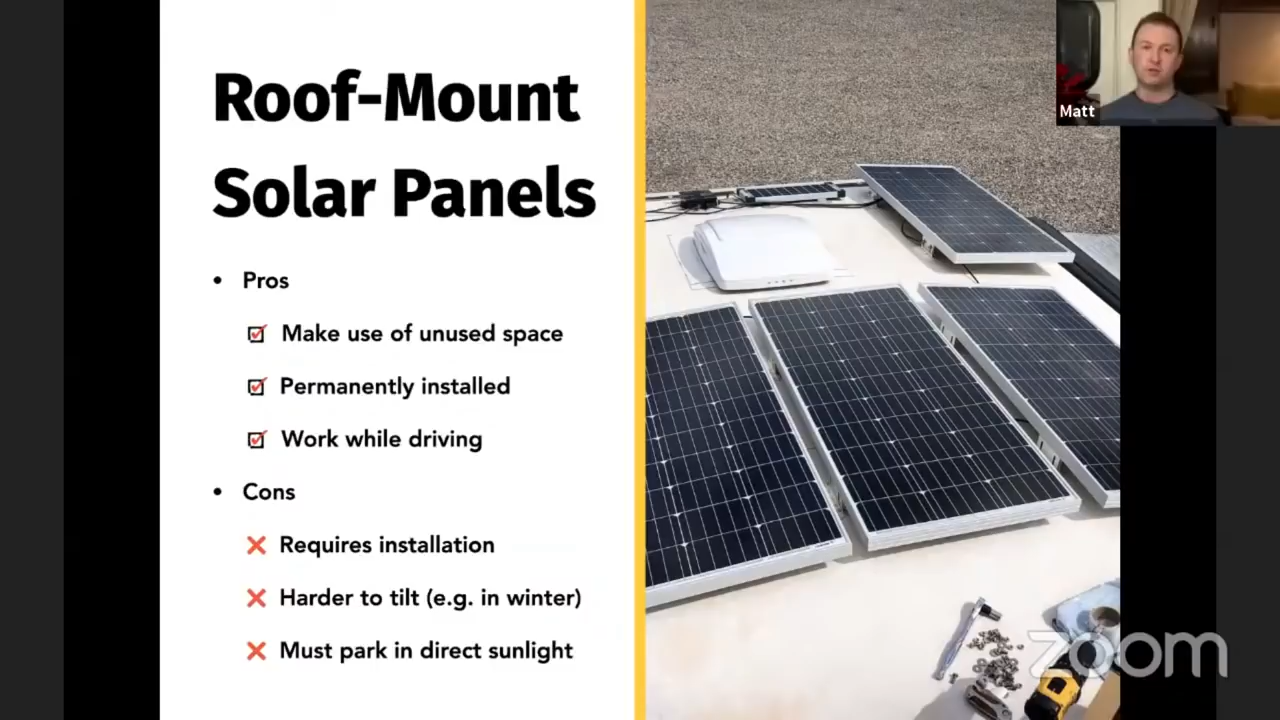 Roof-Mount
Solar Panels
• Pros
Make use of unused space
Permanently installed
Work while driving
• Cons
Requires installation
Harder to tilt (e.g. in winter)
Must park in direct sunlight
Matt
zoom